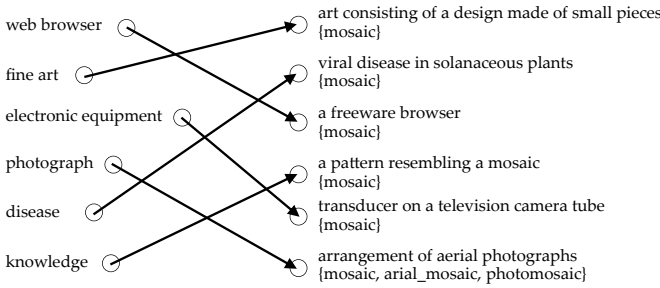 web browser
fine art
electronic equipment
photograph
disease
knowledge
art consisting of a design made of small pieces
{mosaic}
viral disease in solanaceous plants
{mosaic}
a freeware browser
{mosaic}
a pattern resembling a mosaic
{mosaic}
transducer on a television camera tube
{mosaic}
arrangement of aerial photographs
{mosaic, arial_mosaic, photomosaic}